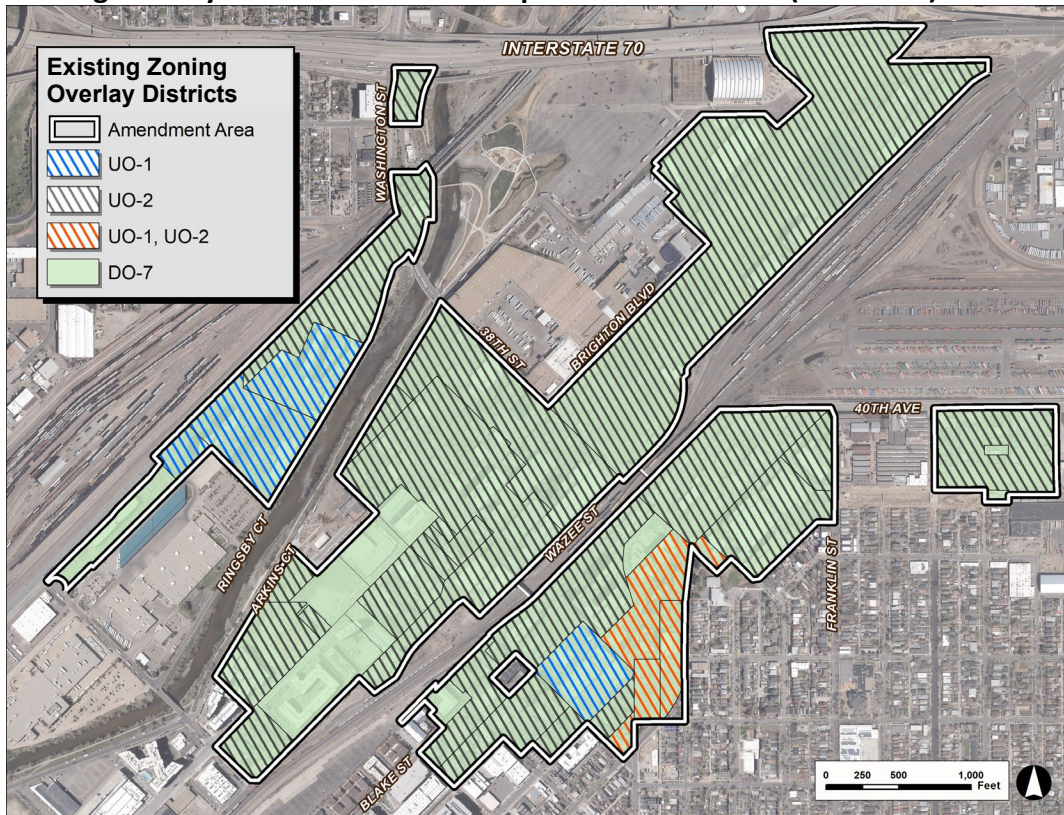 INTERSTATE 70
Existing Zoning
Overlay Districts
Amendment Area
UO-1
UO-2
UO-1, UO-2
DO-7
WASHINGTON ST
38TH ST
BRIGHTON BLVD
40TH AVE
WAZEE ST
RINGSBY CT
ARKINS CT
FRANKLIN ST
BLAKE ST
0 250 500 1,000
Feet